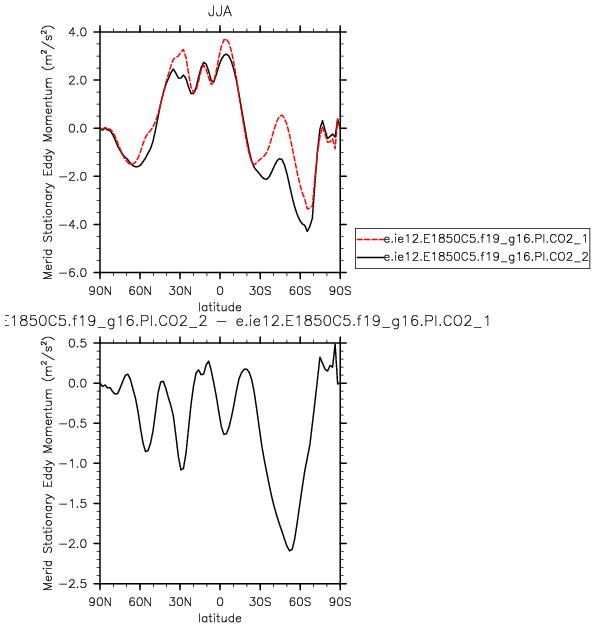 JJA
Merid Stationary Eddy Momentum (m²/s²)
4.0
2.0
0.0
−2.0
−4.0
−6.0
90N 60N 30N 0 30S 60S 90S
latitude
e.ie12.E1850C5.f19_g16.PI.CO2_1
e.ie12.E1850C5.f19_g16.PI.CO2_2
E1850C5.f19_g16.PI.CO2_2 − e.ie12.E1850C5.f19_g16.PI.CO2_1
Merid Stationary Eddy Momentum (m²/s²)
0.5
0.0
−0.5
−1.0
−1.5
−2.0
−2.5
90N 60N 30N 0 30S 60S 90S
latitude